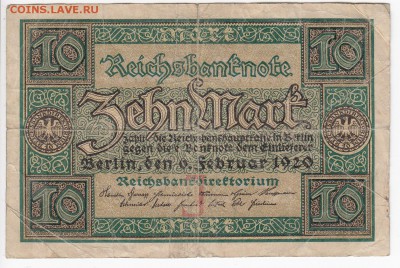 COINS.LAVE.RU
10 10
Reichsbanknote
Zehn Mark
zahlt die Reichsbankhauptkasse in Berlin
gegen diese Banknote dem Einlieferer
Berlin, den 6. Februar 1920
Reichsbankdirektorium
10 10